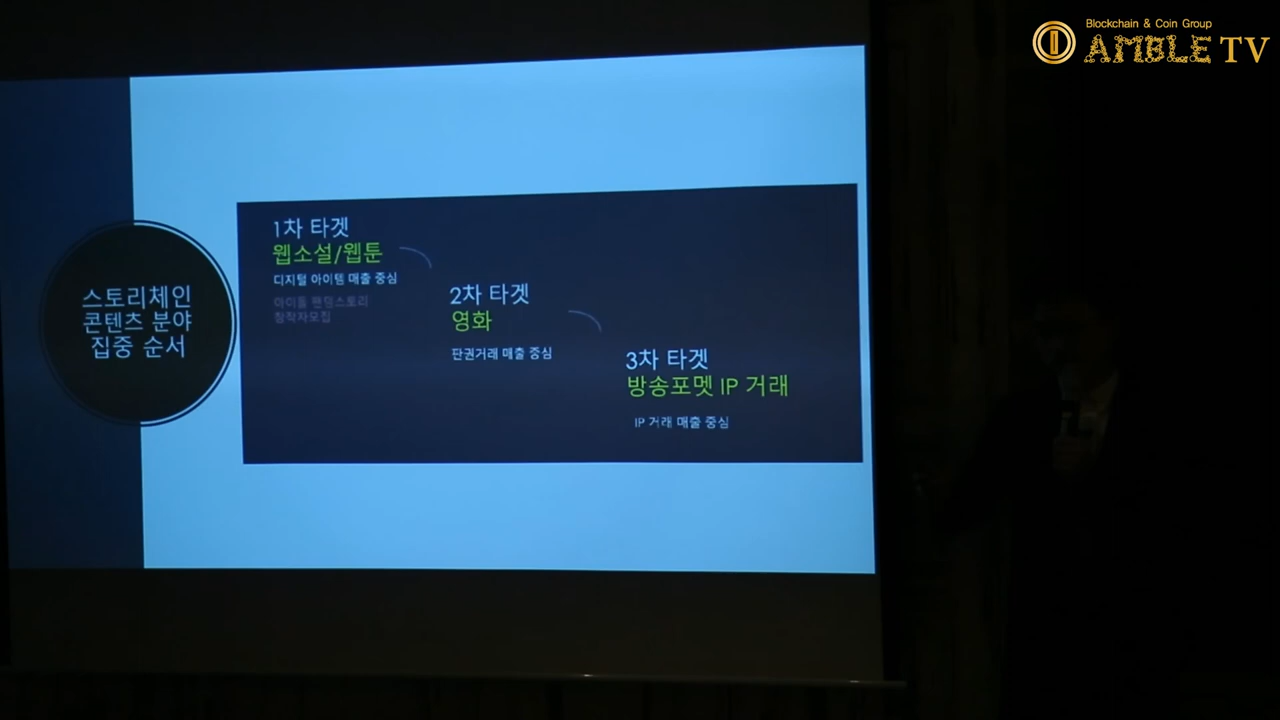 Blockchain & Coin Group
AMBLE TV
스토리체인
콘텐츠 분야
집중 순서
1차 타겟
웹소설/웹툰
디지털 아이템 매출 중심
아이돌 팬덤스토리
창작자모집
2차 타겟
영화
판권거래 매출 중심
3차 타겟
방송포멧 IP 거래
IP 거래 매출 중심